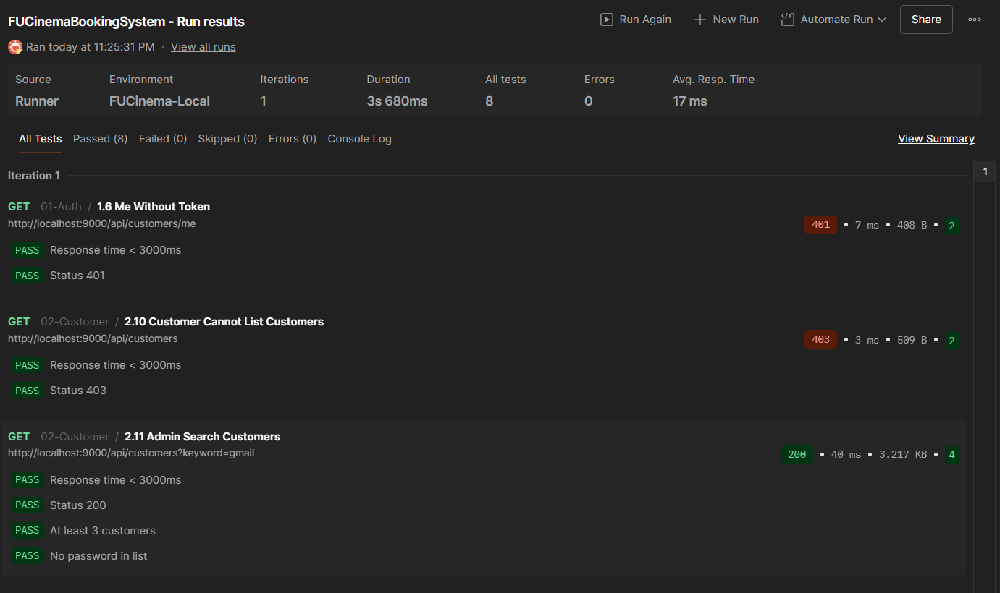 FUCinemaBookingSystem - Run results
Run Again
New Run
Automate Run
Share
Ran today at 11:25:31 PM · View all runs
Source Environment Iterations Duration All tests Errors Avg. Resp. Time
Runner FUCinema-Local 1 3s 680ms 8 0 17 ms
All Tests Passed (8) Failed (0) Skipped (0) Errors (0) Console Log View Summary
Iteration 1
1
GET 01-Auth / 1.6 Me Without Token
http://localhost:9000/api/customers/me
401 • 7 ms • 408 B • 2
PASS Response time < 3000ms
PASS Status 401
GET 02-Customer / 2.10 Customer Cannot List Customers
http://localhost:9000/api/customers
403 • 3 ms • 509 B • 2
PASS Response time < 3000ms
PASS Status 403
GET 02-Customer / 2.11 Admin Search Customers
http://localhost:9000/api/customers?keyword=gmail
200 • 40 ms • 3.217 KB • 4
PASS Response time < 3000ms
PASS Status 200
PASS At least 3 customers
PASS No password in list